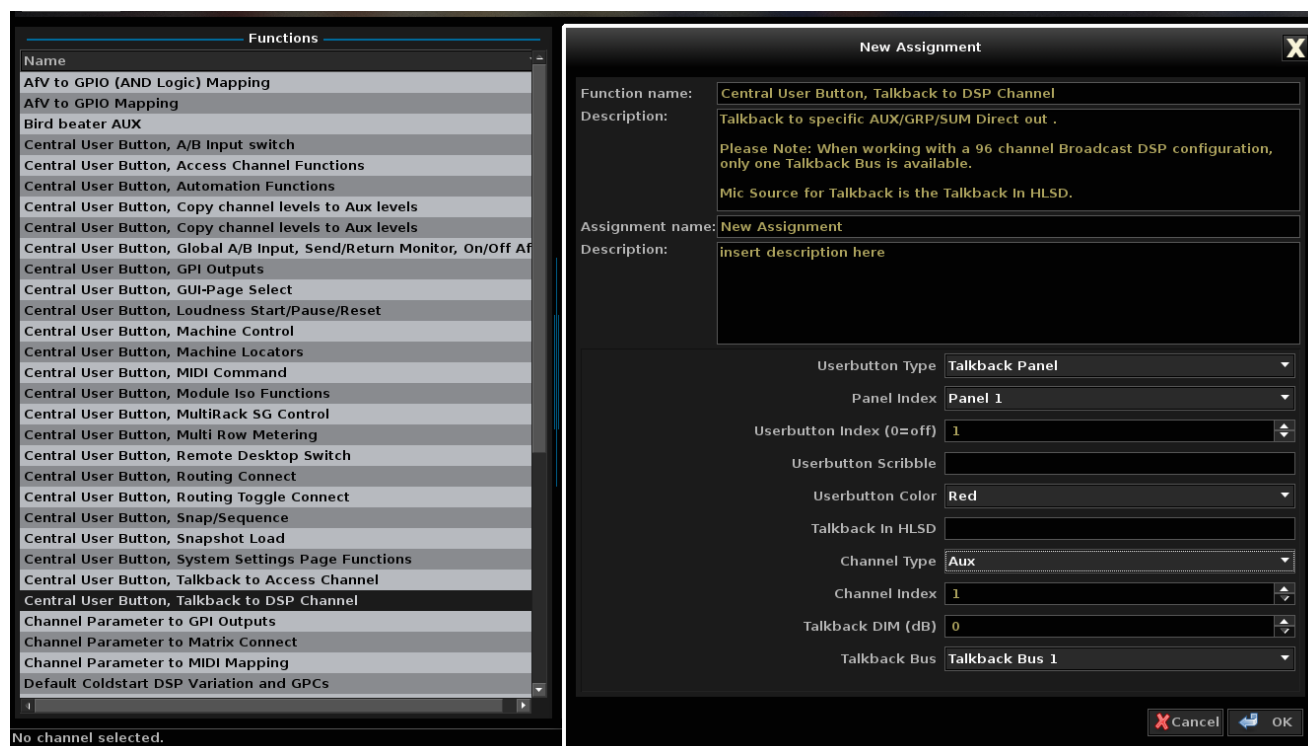 Functions
Name
AfV to GPIO (AND Logic) Mapping
AfV to GPIO Mapping
Bird beater AUX
Central User Button, A/B Input switch
Central User Button, Access Channel Functions
Central User Button, Automation Functions
Central User Button, Copy channel levels to Aux levels
Central User Button, Copy channel levels to Aux levels
Central User Button, Global A/B Input, Send/Return Monitor, On/Off Af
Central User Button, GPI Outputs
Central User Button, GUI-Page Select
Central User Button, Loudness Start/Pause/Reset
Central User Button, Machine Control
Central User Button, Machine Locators
Central User Button, MIDI Command
Central User Button, Module Iso Functions
Central User Button, MultiRack SG Control
Central User Button, Multi Row Metering
Central User Button, Remote Desktop Switch
Central User Button, Routing Connect
Central User Button, Routing Toggle Connect
Central User Button, Snap/Sequence
Central User Button, Snapshot Load
Central User Button, System Settings Page Functions
Central User Button, Talkback to Access Channel
Central User Button, Talkback to DSP Channel
Channel Parameter to GPI Outputs
Channel Parameter to Matrix Connect
Channel Parameter to MIDI Mapping
Default Coldstart DSP Variation and GPCs
No channel selected.
New Assignment
X
Function name: Central User Button, Talkback to DSP Channel
Description: Talkback to specific AUX/GRP/SUM Direct out .
Please Note: When working with a 96 channel Broadcast DSP configuration,
only one Talkback Bus is available.
Mic Source for Talkback is the Talkback In HLSD.
Assignment name: New Assignment
Description: insert description here
Userbutton Type Talkback Panel
Panel Index Panel 1
Userbutton Index (0=off) 1
Userbutton Scribble
Userbutton Color Red
Talkback In HLSD
Channel Type Aux
Channel Index 1
Talkback DIM (dB) 0
Talkback Bus Talkback Bus 1
Cancel OK